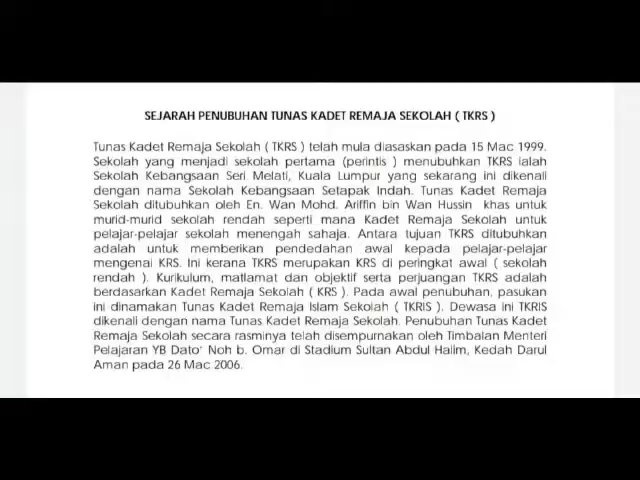 SEJARAH PENUBUHAN TUNAS KADET REMAJA SEKOLAH ( TKRS )
Tunas Kadet Remaja Sekolah ( TKRS ) telah mula diasaskan pada 15 Mac 1999.
Sekolah yang menjadi sekolah pertama (perintis ) menubuhkan TKRS ialah
Sekolah Kebangsaan Seri Melati, Kuala Lumpur yang sekarang ini dikenali
dengan nama Sekolah Kebangsaan Setapak Indah. Tunas Kadet Remaja
Sekolah ditubuhkan oleh En. Wan Mohd. Ariffin bin Wan Hussin khas untuk
murid-murid sekolah rendah seperti mana Kadet Remaja Sekolah untuk
pelajar-pelajar sekolah menengah sahaja. Antara tujuan TKRS ditubuhkan
adalah untuk memberikan pendedahan awal kepada pelajar-pelajar
mengenai KRS. Ini kerana TKRS merupakan KRS di peringkat awal ( sekolah
rendah ). Kurikulum, matlamat dan objektif serta perjuangan TKRS adalah
berdasarkan Kadet Remaja Sekolah ( KRS ). Pada awal penubuhan, pasukan
ini dinamakan Tunas Kadet Remaja Islam Sekolah ( TKRIS ). Dewasa ini TKRIS
dikenali dengan nama Tunas Kadet Remaja Sekolah. Penubuhan Tunas Kadet
Remaja Sekolah secara rasminya telah disempurnakan oleh Timbalan Menteri
Pelajaran YB Dato' Noh b. Omar di Stadium Sultan Abdul Halim, Kedah Darul
Aman pada 26 Mac 2006.